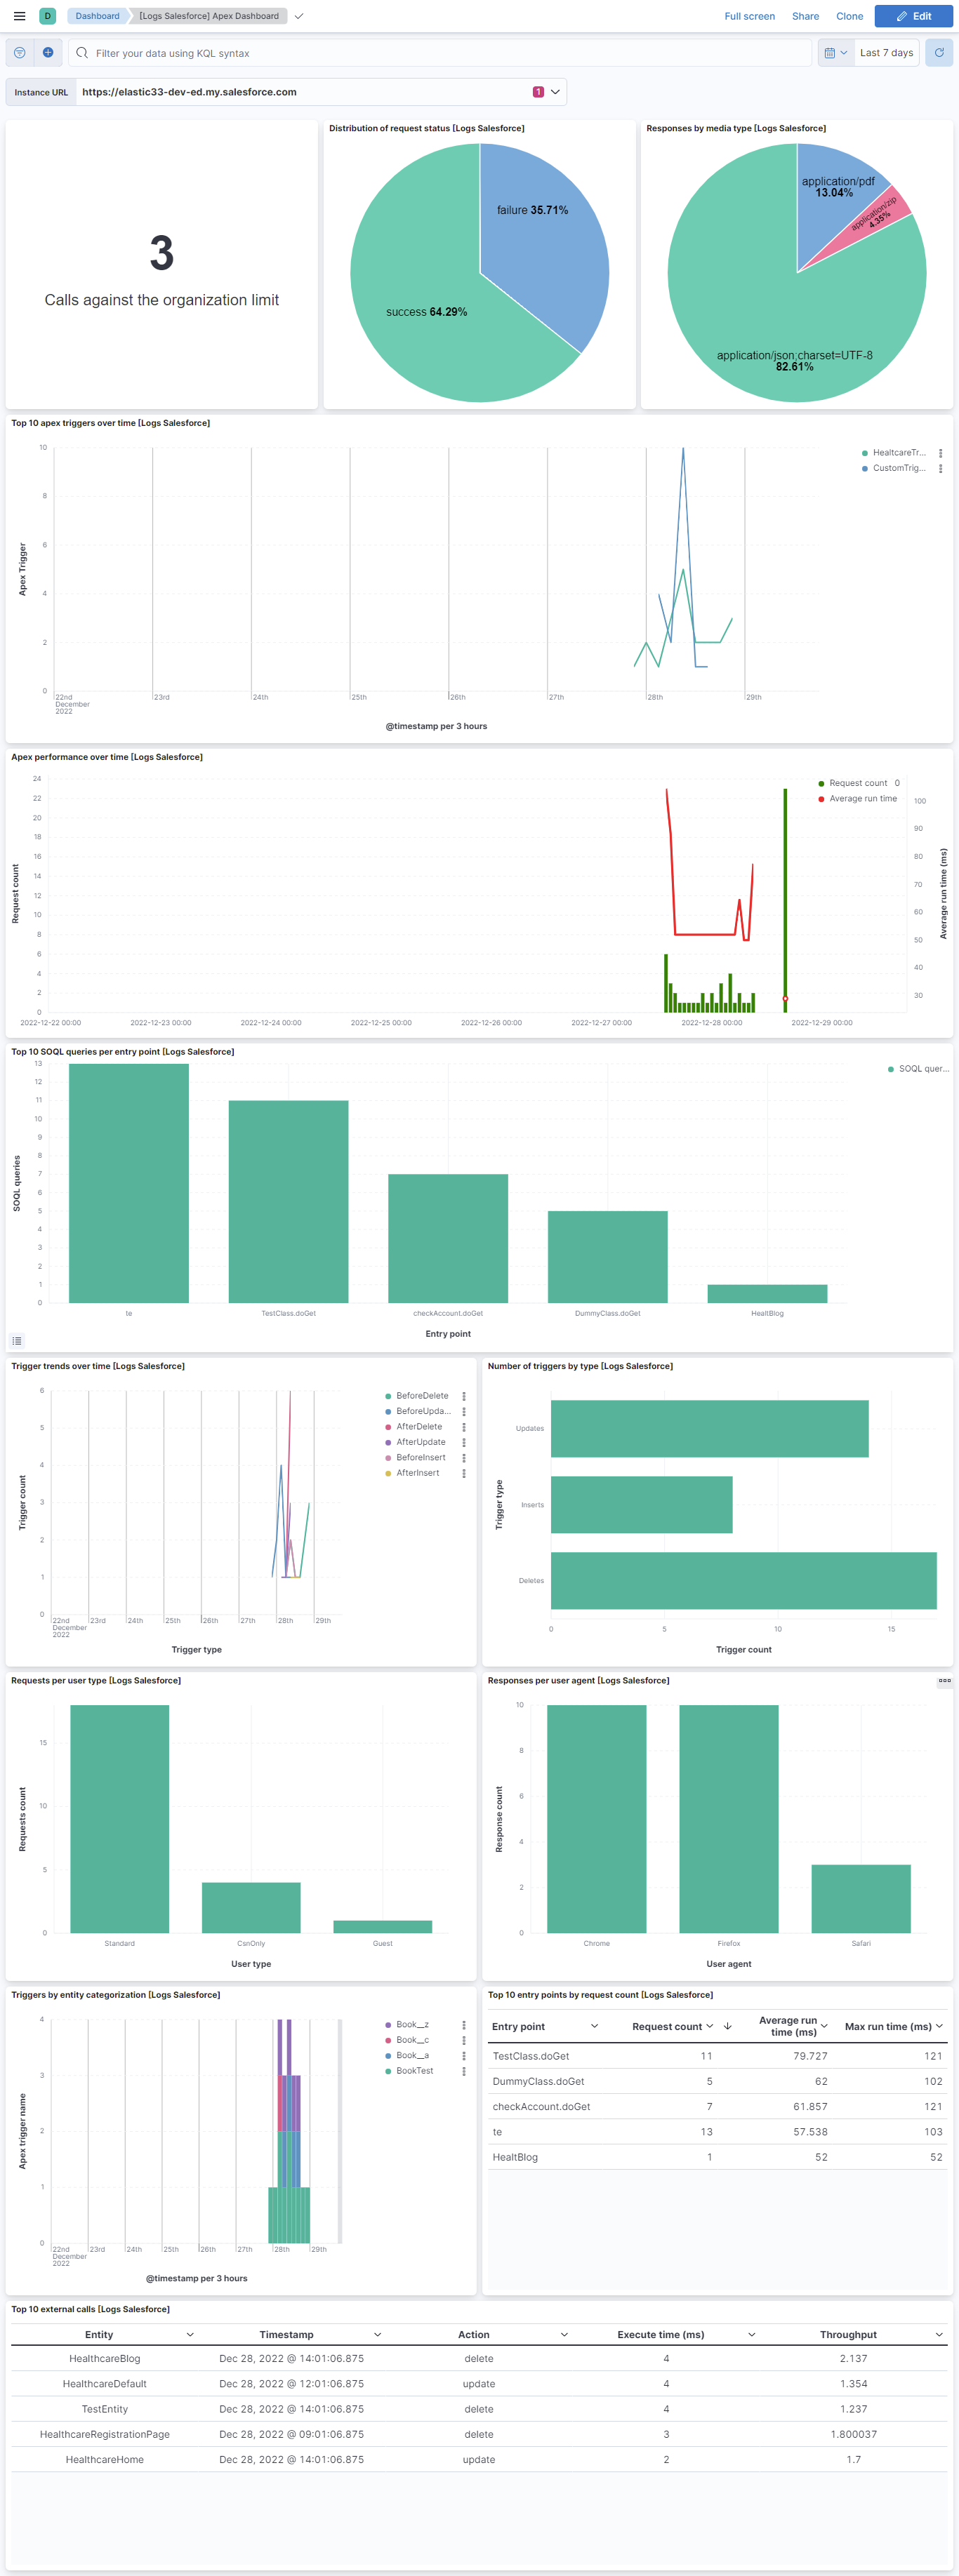 D Dashboard [Logs Salesforce] Apex Dashboard Full screen Share Clone Edit
Filter your data using KQL syntax Last 7 days
Instance URL https://elastic33-dev-ed.my.salesforce.com 1
3
Calls against the organization limit
Distribution of request status [Logs Salesforce]
failure 35.71%
success 64.29%
Responses by media type [Logs Salesforce]
application/pdf
13.04%
application/zip
4.35%
application/json;charset=UTF-8
82.61%
Top 10 apex triggers over time [Logs Salesforce]
Apex Trigger
10
8
6
4
2
0
22nd 23rd 24th 25th 26th 27th 28th 29th
December
2022
@timestamp per 3 hours
HealtcareTr...
CustomTrig...
Apex performance over time [Logs Salesforce]
Request count
24
22
20
18
16
14
12
10
8
6
4
2
0
2022-12-22 00:00 2022-12-23 00:00 2022-12-24 00:00 2022-12-25 00:00 2022-12-26 00:00 2022-12-27 00:00 2022-12-28 00:00 2022-12-29 00:00
Request count 0
Average run time
100
90
80
70
60
50
40
30
Average run time (ms)
Top 10 SOQL queries per entry point [Logs Salesforce]
SOQL queries
13
12
11
10
9
8
7
6
5
4
3
2
1
0
te TestClass.doGet checkAccount.doGet DummyClass.doGet HealtBlog
Entry point
SOQL quer...
Trigger trends over time [Logs Salesforce]
Trigger count
6
5
4
3
2
1
0
22nd 23rd 24th 25th 26th 27th 28th 29th
December
2022
Trigger type
BeforeDelete
BeforeUpda...
AfterDelete
AfterUpdate
BeforeInsert
AfterInsert
Number of triggers by type [Logs Salesforce]
Trigger type
Updates
Inserts
Deletes
0 5 10 15
Trigger count
Requests per user type [Logs Salesforce]
Requests count
15
10
5
0
Standard CsnOnly Guest
User type
Responses per user agent [Logs Salesforce]
Response count
10
8
6
4
2
0
Chrome Firefox Safari
User agent
Triggers by entity categorization [Logs Salesforce]
Apex trigger name
4
3
2
1
0
22nd 23rd 24th 25th 26th 27th 28th 29th
December
2022
@timestamp per 3 hours
Book__z
Book__c
Book__a
BookTest
Top 10 entry points by request count [Logs Salesforce]
Entry point Request count Average run time (ms) Max run time (ms)
TestClass.doGet 11 79.727 121
DummyClass.doGet 5 62 102
checkAccount.doGet 7 61.857 121
te 13 57.538 103
HealtBlog 1 52 52
Top 10 external calls [Logs Salesforce]
Entity Timestamp Action Execute time (ms) Throughput
HealthcareBlog Dec 28, 2022 @ 14:01:06.875 delete 4 2.137
HealthcareDefault Dec 28, 2022 @ 12:01:06.875 update 4 1.354
TestEntity Dec 28, 2022 @ 14:01:06.875 delete 4 1.237
HealthcareRegistrationPage Dec 28, 2022 @ 09:01:06.875 delete 3 1.800037
HealthcareHome Dec 28, 2022 @ 14:01:06.875 update 2 1.7